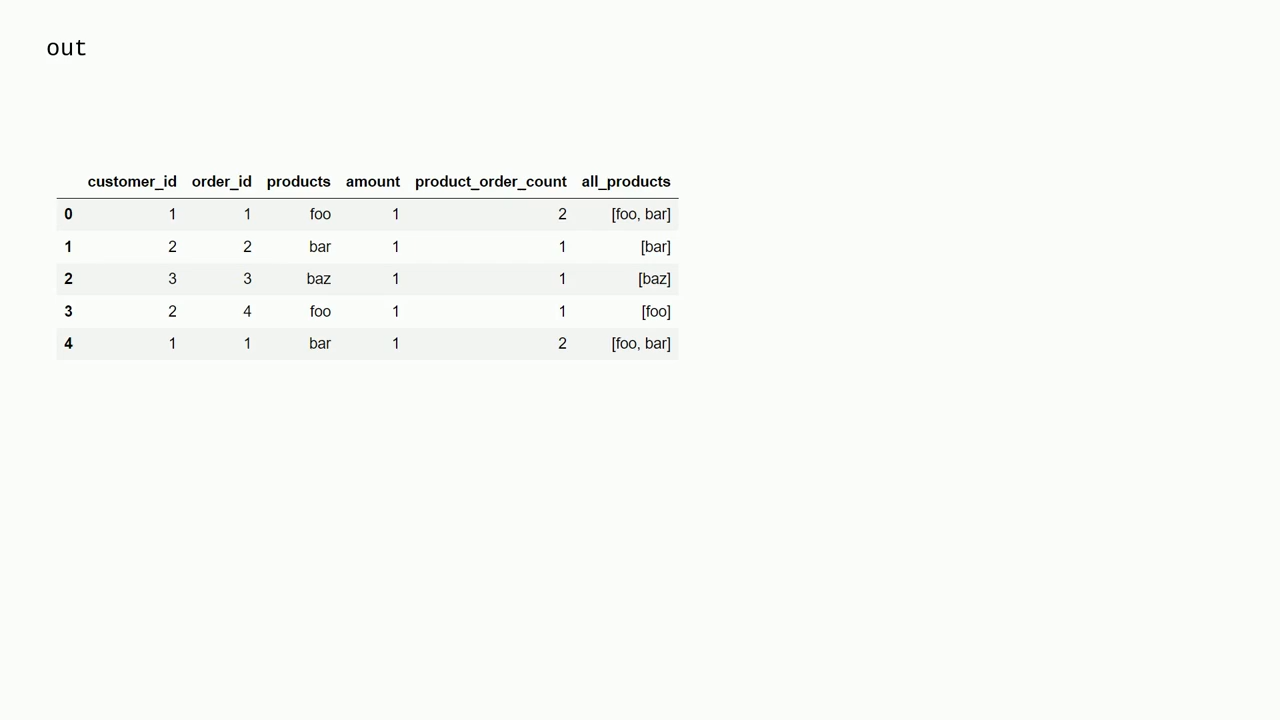 out
customer_id order_id products amount product_order_count all_products
0 1 1 foo 1 2 [foo, bar]
1 2 2 bar 1 1 [bar]
2 3 3 baz 1 1 [baz]
3 2 4 foo 1 1 [foo]
4 1 1 bar 1 2 [foo, bar]